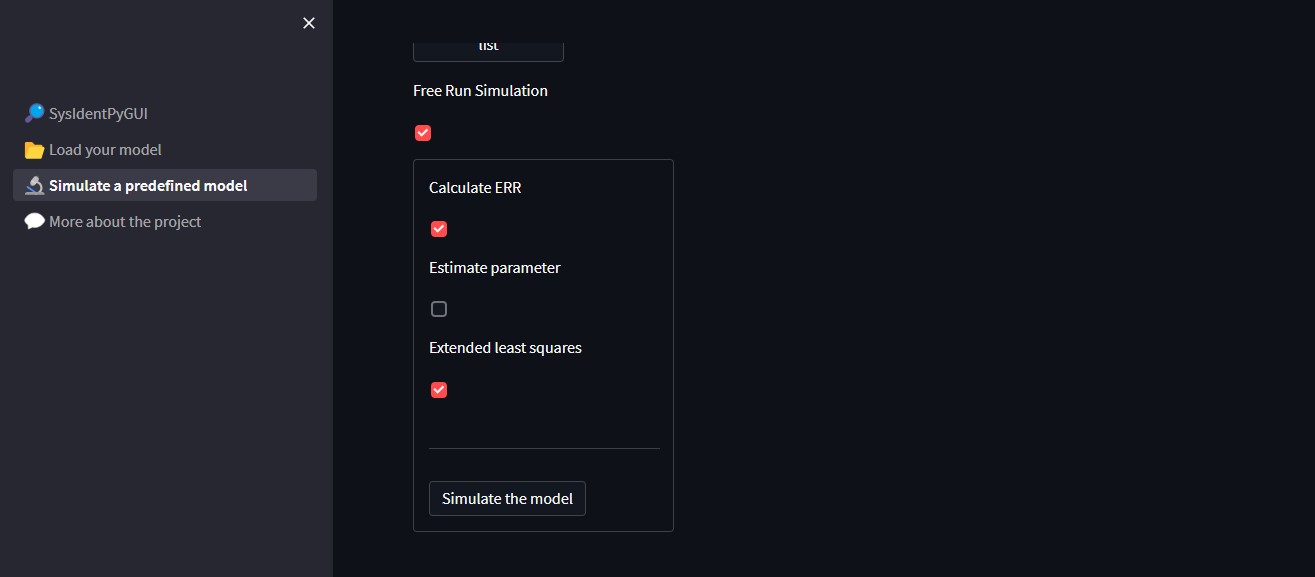 SysIdentPyGUI
Load your model
Simulate a predefined model
More about the project
list
Free Run Simulation
Calculate ERR
Estimate parameter
Extended least squares
Simulate the model